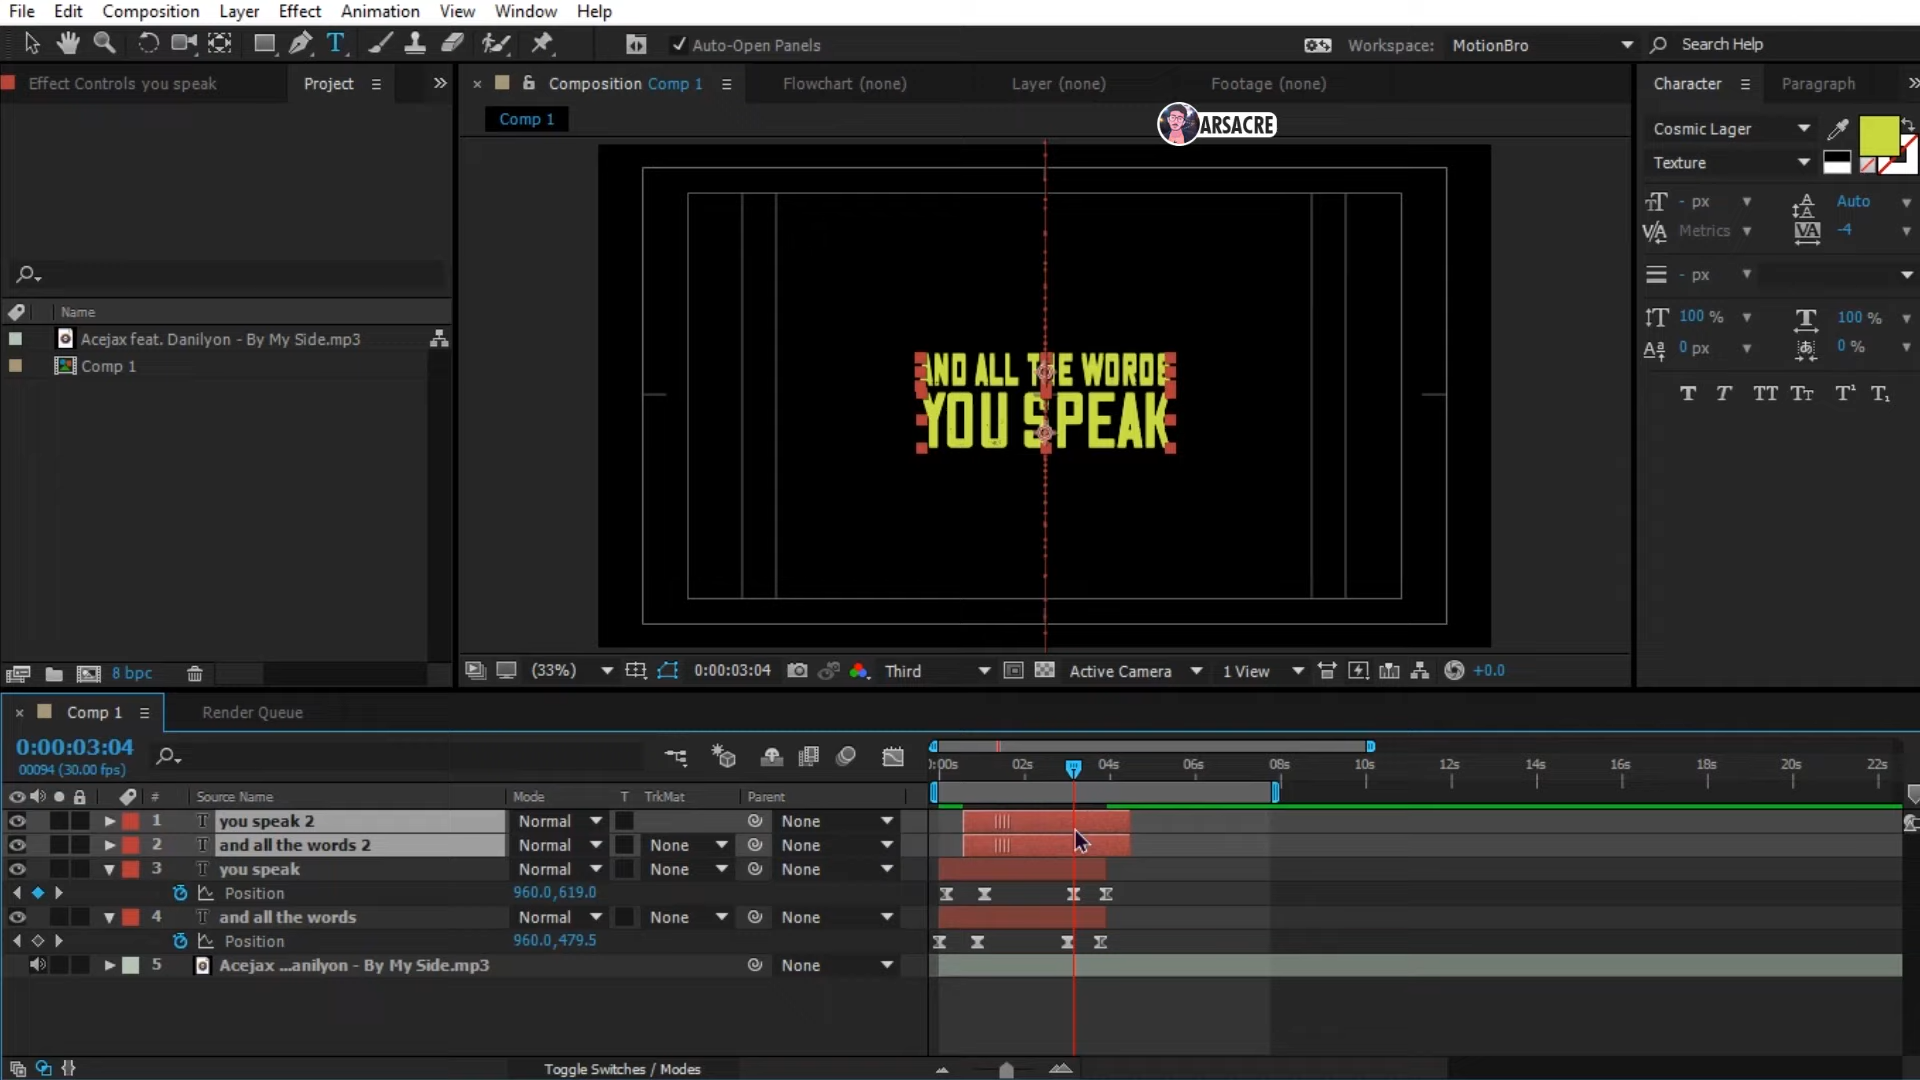 File Edit Composition Layer Effect Animation View Window Help
Auto-Open Panels Workspace: MotionBro Search Help
Effect Controls you speak Project
Composition Comp 1 Flowchart (none) Layer (none) Footage (none)
Character Paragraph
Comp 1
ARSACRE
Cosmic Lager
Texture
- px Auto
Metrics -4
- px
100 % 100 %
0 px 0 %
T T TT Tт T¹ T₁
Name
Acejax feat. Danilyon - By My Side.mp3
Comp 1
AND ALL THE WORDS
YOU SPEAK
8 bpc
(33%) 0:00:03:04 Third Active Camera 1 View +0.0
Comp 1 Render Queue
0:00:03:04
00094 (30.00 fps)
):00s 02s 04s 06s 08s 10s 12s 14s 16s 18s 20s 22s
# Source Name Mode T TrkMat Parent
1 T you speak 2 Normal None
2 T and all the words 2 Normal None None
3 T you speak Normal None None
Position 960.0,619.0
4 T and all the words Normal None None
Position 960.0,479.5
5 Acejax ...anilyon - By My Side.mp3 None
Toggle Switches / Modes